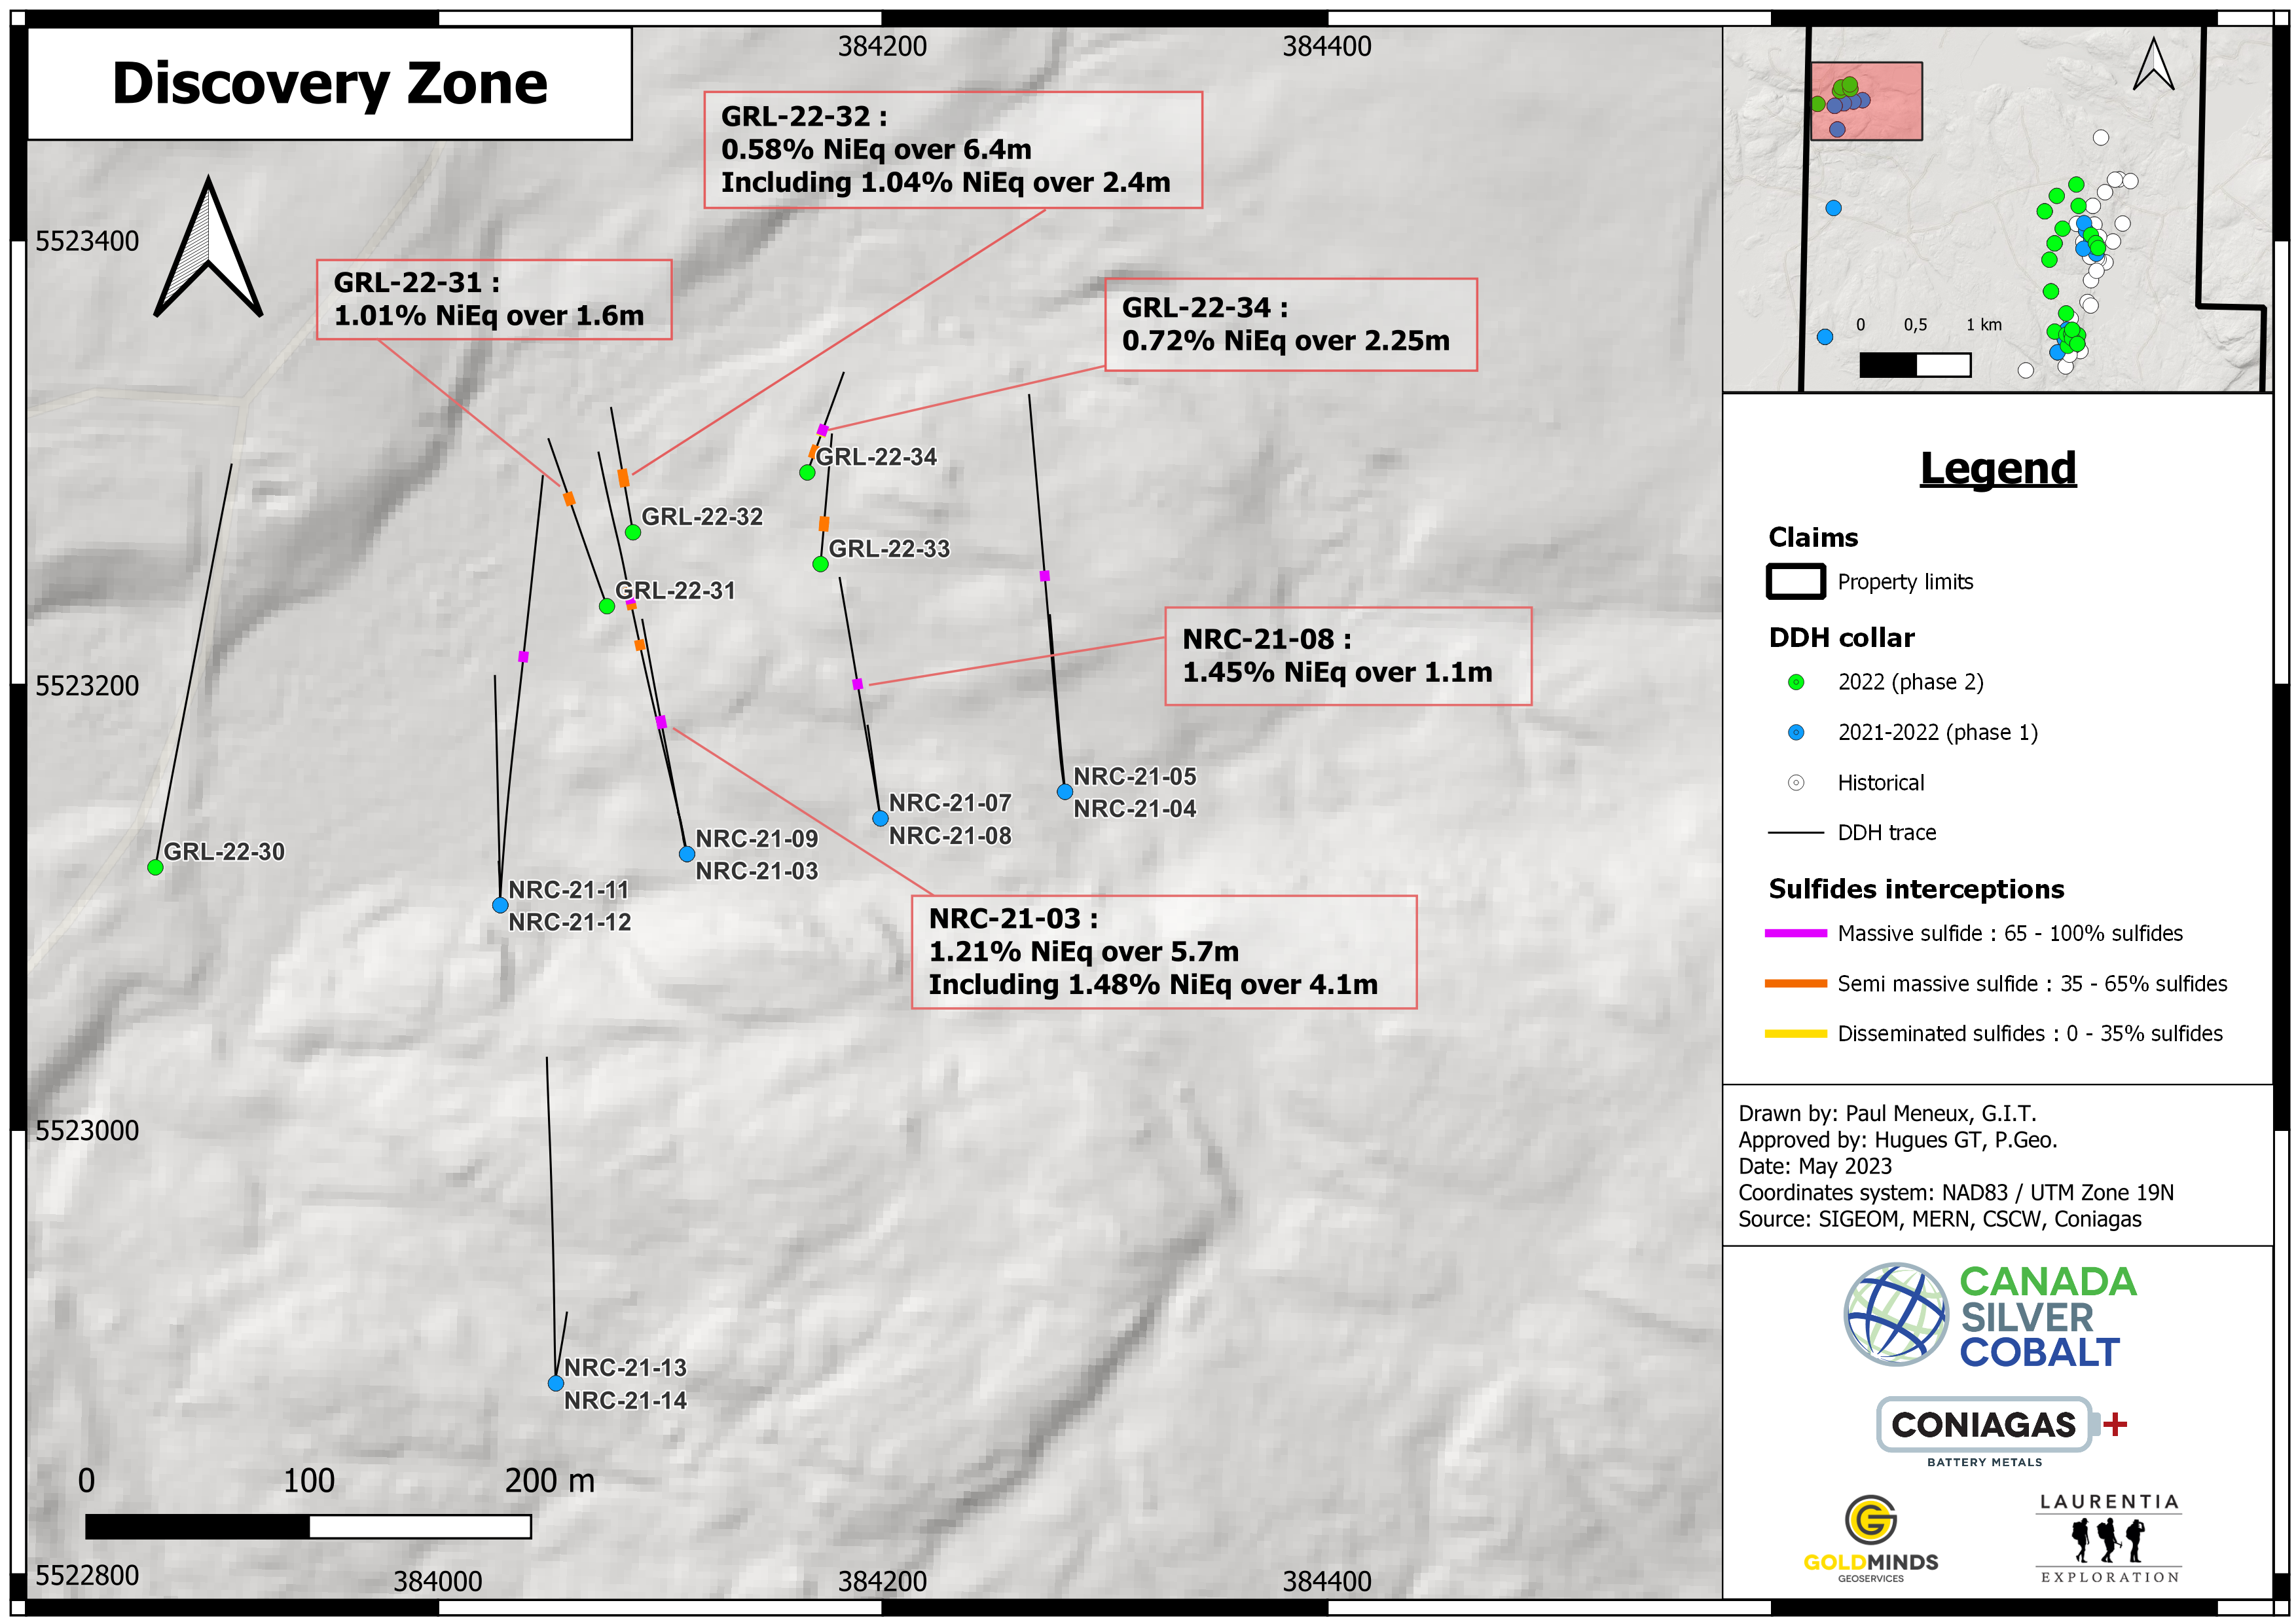 Discovery Zone
384200
384400
GRL-22-32 :
0.58% NiEq over 6.4m
Including 1.04% NiEq over 2.4m
5523400
GRL-22-31 :
1.01% NiEq over 1.6m
GRL-22-34 :
0.72% NiEq over 2.25m
GRL-22-34
GRL-22-32
GRL-22-33
GRL-22-31
NRC-21-08 :
1.45% NiEq over 1.1m
5523200
NRC-21-05
NRC-21-04
NRC-21-07
NRC-21-08
NRC-21-09
NRC-21-03
GRL-22-30
NRC-21-11
NRC-21-12
NRC-21-03 :
1.21% NiEq over 5.7m
Including 1.48% NiEq over 4.1m
5523000
NRC-21-13
NRC-21-14
0 100 200 m
5522800
384000
384200
384400
0 0,5 1 km
Legend
Claims
Property limits
DDH collar
2022 (phase 2)
2021-2022 (phase 1)
Historical
DDH trace
Sulfides interceptions
Massive sulfide : 65 - 100% sulfides
Semi massive sulfide : 35 - 65% sulfides
Disseminated sulfides : 0 - 35% sulfides
Drawn by: Paul Meneux, G.I.T.
Approved by: Hugues GT, P.Geo.
Date: May 2023
Coordinates system: NAD83 / UTM Zone 19N
Source: SIGEOM, MERN, CSCW, Coniagas
CANADA
SILVER
COBALT
CONIAGAS +
BATTERY METALS
GOLDMINDS
GEOSERVICES
LAURENTIA
EXPLORATION